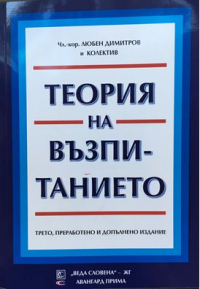 Чл.-кор. ЛЮБЕН ДИМИТРОВ
и КОЛЕКТИВ
ТЕОРИЯ
НА
ВЪЗПИ-
ТАНИЕТО
ТРЕТО, ПРЕРАБОТЕНО И ДОПЪЛНЕНО ИЗДАНИЕ
"ВЕДА СЛОВЕНА" - ЖГ
АВАНГАРД ПРИМА